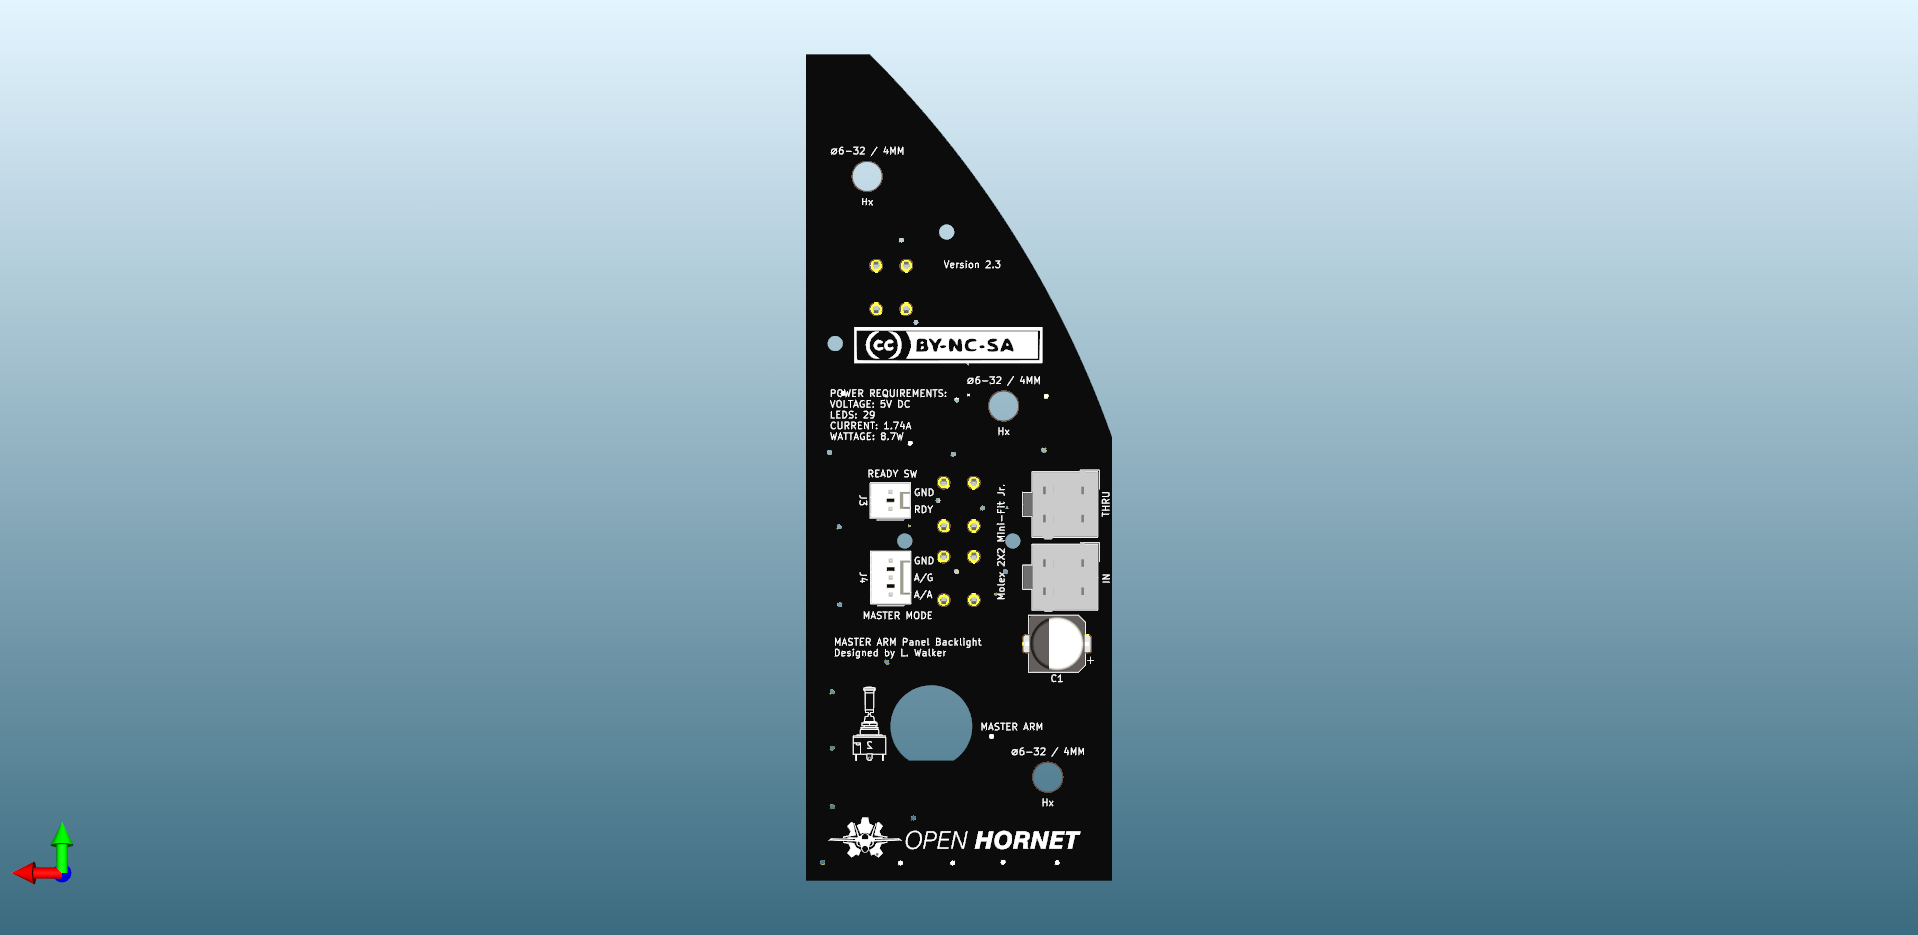 ø6-32 / 4MM
Hx
Version 2.3
cc BY-NC-SA
ø6-32 / 4MM
Hx
POWER REQUIREMENTS:
VOLTAGE: 5V DC
LEDS: 29
CURRENT: 1.74A
WATTAGE: 8.7W
READY SW
J3
GND
RDY
J4
GND
A/G
A/A
MASTER MODE
Molex 2X2 Mini-Fit Jr.
THRU
IN
+
C1
MASTER ARM Panel Backlight
Designed by L. Walker
2
MASTER ARM
ø6-32 / 4MM
Hx
OPEN HORNET